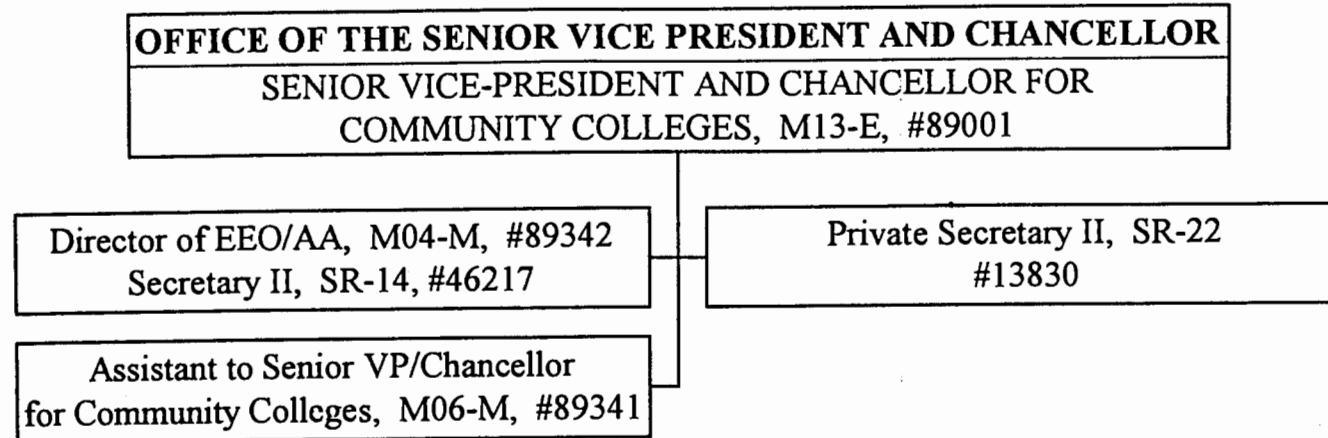 OFFICE OF THE SENIOR VICE PRESIDENT AND CHANCELLOR
SENIOR VICE-PRESIDENT AND CHANCELLOR FOR
COMMUNITY COLLEGES, M13-E, #89001
Director of EEO/AA, M04-M, #89342
Secretary II, SR-14, #46217
Private Secretary II, SR-22
#13830
Assistant to Senior VP/Chancellor
for Community Colleges, M06-M, #89341